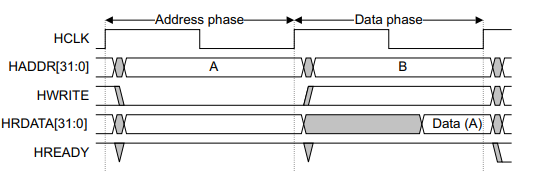 Address phase Data phase
HCLK
HADDR[31:0] A B
HWRITE
HRDATA[31:0] Data (A)
HREADY